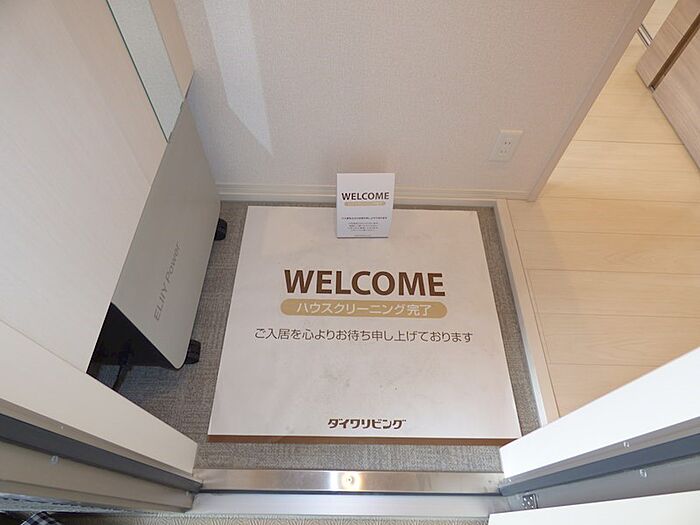 WELCOME
WELCOME
ハウスクリーニング完了
ご入居を心よりお待ち申し上げております
ダイワリビング
ELIIY Power